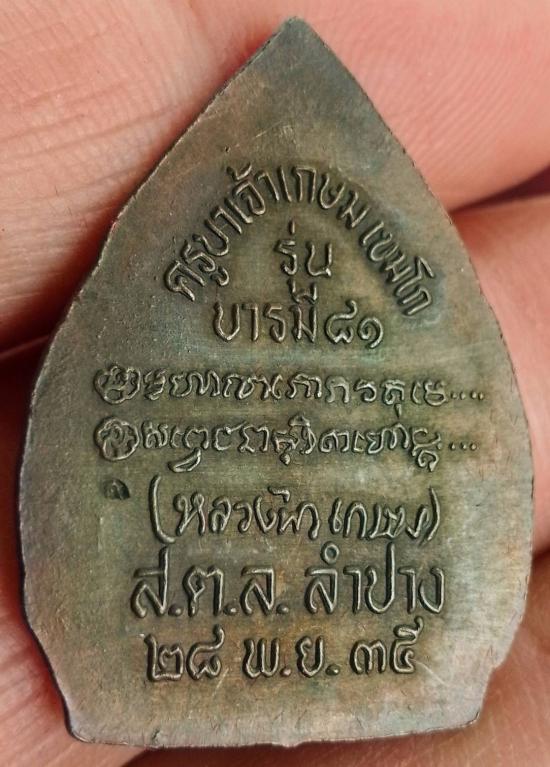 ครูบาเจ้าเกษม เขมโก
รุ่น
บารมี ๘๑
(หลวงพ่อเกษม)
ส.ต.ล. ลำปาง
๒๘ พ.ย. ๓๕